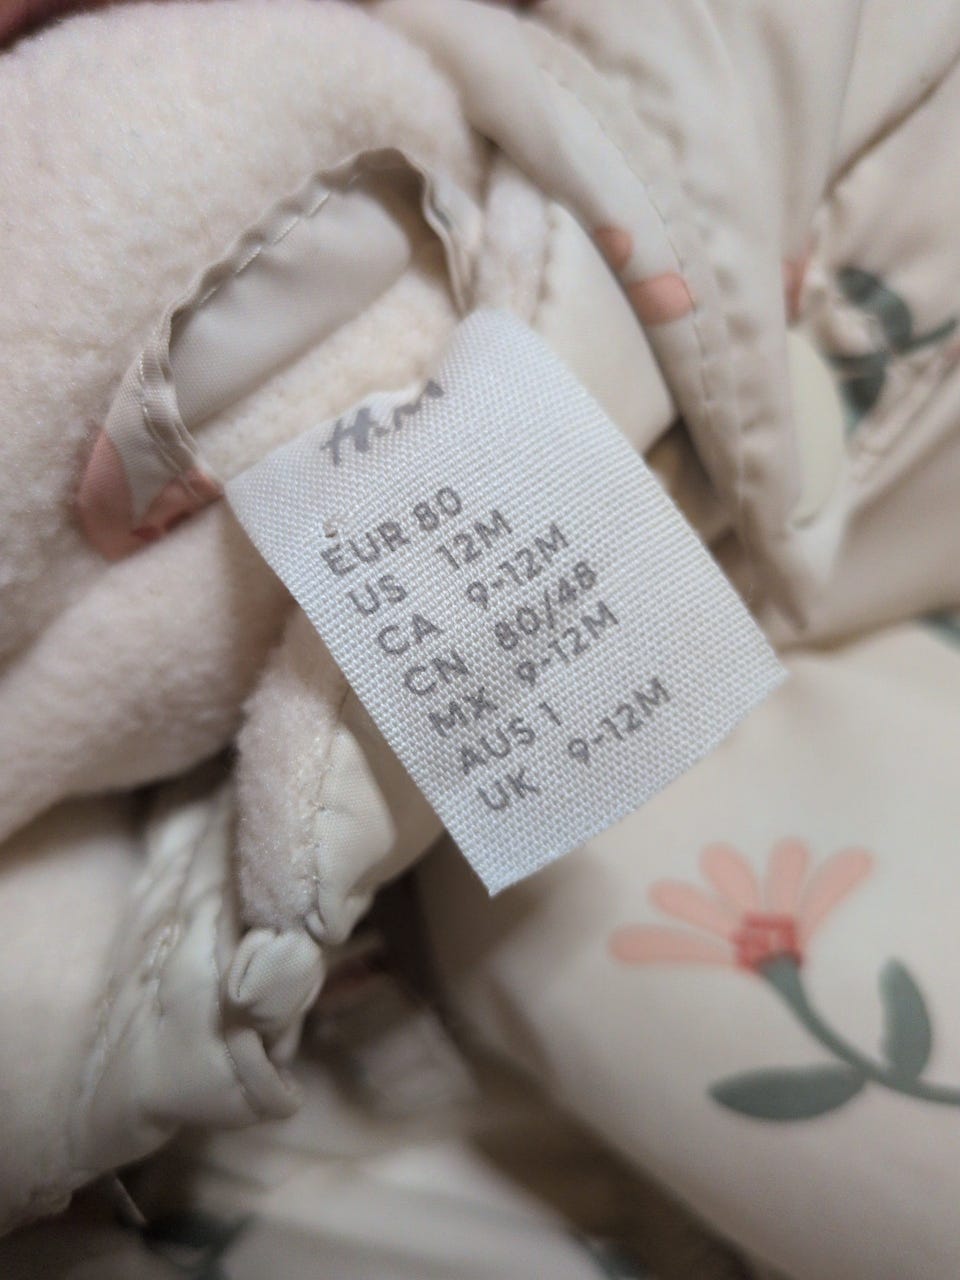 H&M
EUR 80
US 12M
CA 9-12M
CN 80/48
MX 9-12M
AUS 1
UK 9-12M